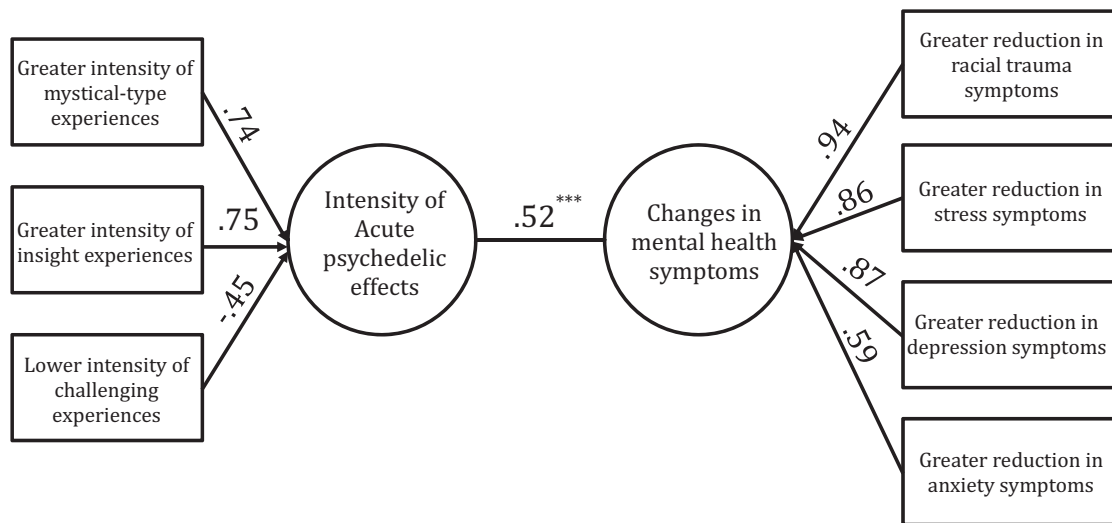 Greater intensity of
mystical-type
experiences
Greater intensity of
insight experiences
Lower intensity of
challenging
experiences
.74
.75
-.45
Intensity of
Acute
psychedelic
effects
.52***
Changes in
mental health
symptoms
.94
.86
.87
.59
Greater reduction in
racial trauma
symptoms
Greater reduction in
stress symptoms
Greater reduction in
depression symptoms
Greater reduction in
anxiety symptoms